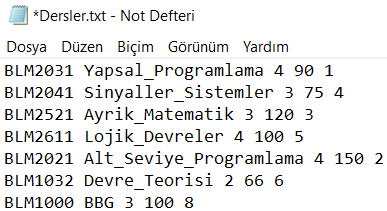 *Dersler.txt - Not Defteri
Dosya Düzen Biçim Görünüm Yardım
BLM2031 Yapsal_Programlama 4 90 1
BLM2041 Sinyaller_Sistemler 3 75 4
BLM2521 Ayrik_Matematik 3 120 3
BLM2611 Lojik_Devreler 4 100 5
BLM2021 Alt_Seviye_Programlama 4 150 2
BLM1032 Devre_Teorisi 2 66 6
BLM1000 BBG 3 100 8